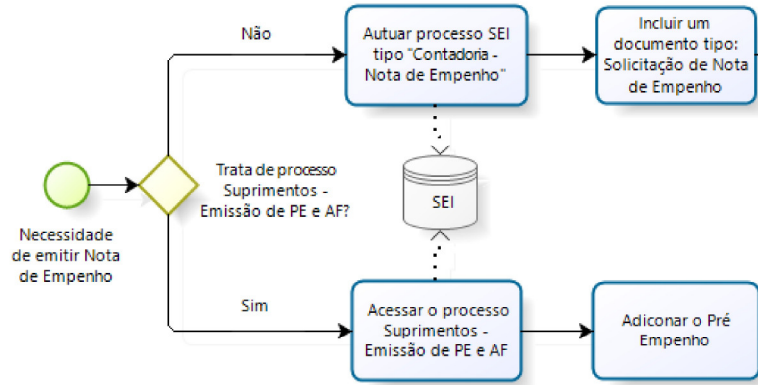 Não
Autuar processo SEI
tipo "Contadoria -
Nota de Empenho"
Incluir um
documento tipo:
Solicitação de Nota
de Empenho
Necessidade
de emitir Nota
de Empenho
Trata de processo
Suprimentos -
Emissão de PE e AF?
SEI
Sim
Acessar o processo
Suprimentos -
Emissão de PE e AF
Adiconar o Pré
Empenho